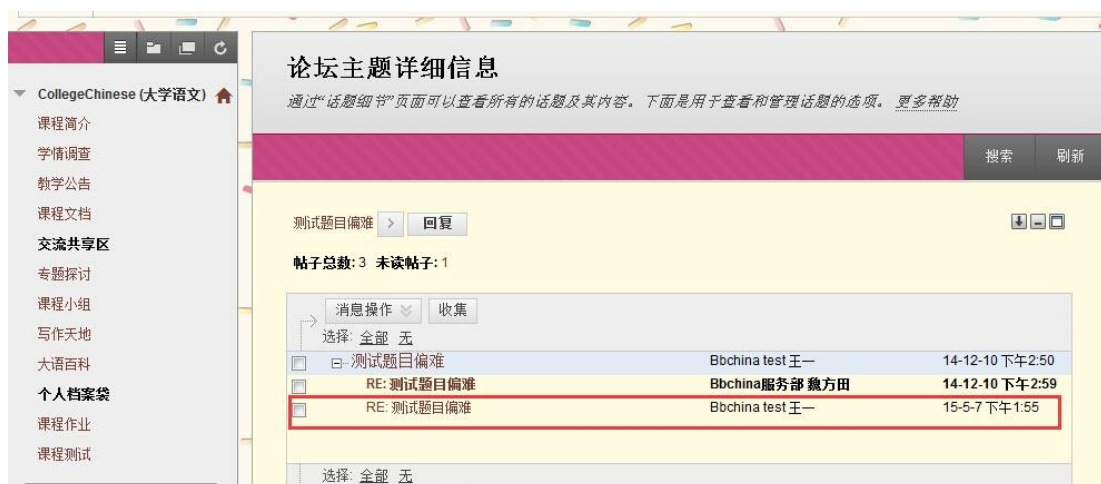 CollegeChinese (大学语文)
课程简介
学情调查
教学公告
课程文档
交流共享区
专题探讨
课程小组
写作天地
大语百科
个人档案袋
课程作业
课程测试
论坛主题详细信息
通过“话题细节”页面可以查看所有的话题及其内容。下面是用于查看和管理话题的选项。 更多帮助
搜索 刷新
测试题目偏难 > 回复
帖子总数: 3 未读帖子: 1
消息操作 收集
选择: 全部 无
测试题目偏难 Bbchina test 王一 14-12-10 下午2:50
RE: 测试题目偏难 Bbchina服务部 魏方田 14-12-10 下午2:59
RE: 测试题目偏难 Bbchina test 王一 15-5-7 下午1:55
选择: 全部 无